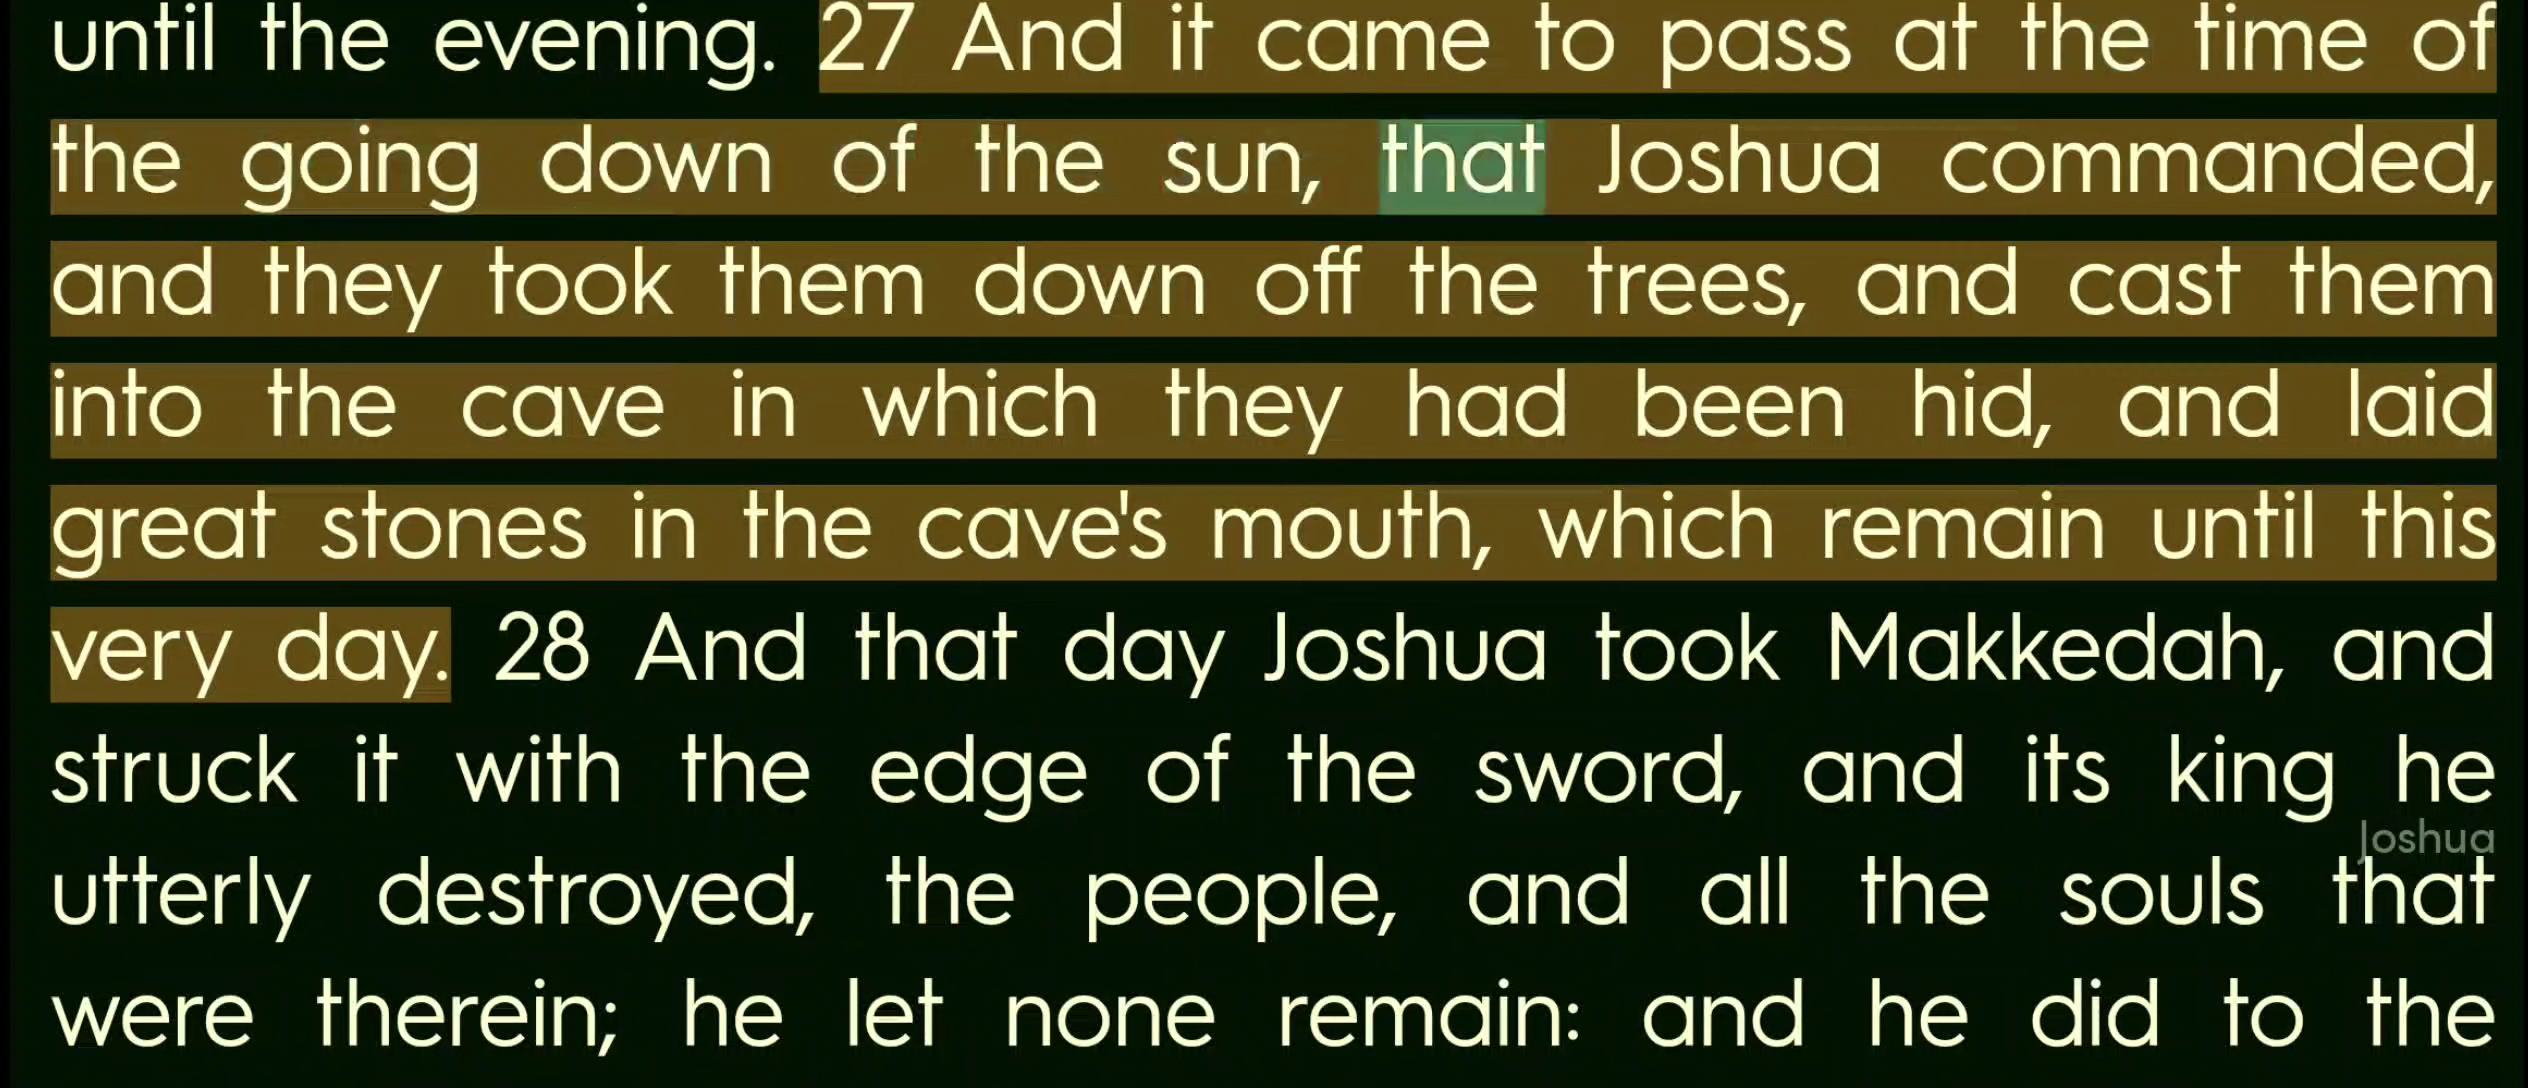 until the evening. 27 And it came to pass at the time of
the going down of the sun, that Joshua commanded,
and they took them down off the trees, and cast them
into the cave in which they had been hid, and laid
great stones in the cave's mouth, which remain until this
very day. 28 And that day Joshua took Makkedah, and
struck it with the edge of the sword, and its king he
Joshua
utterly destroyed, the people, and all the souls that
were therein; he let none remain: and he did to the